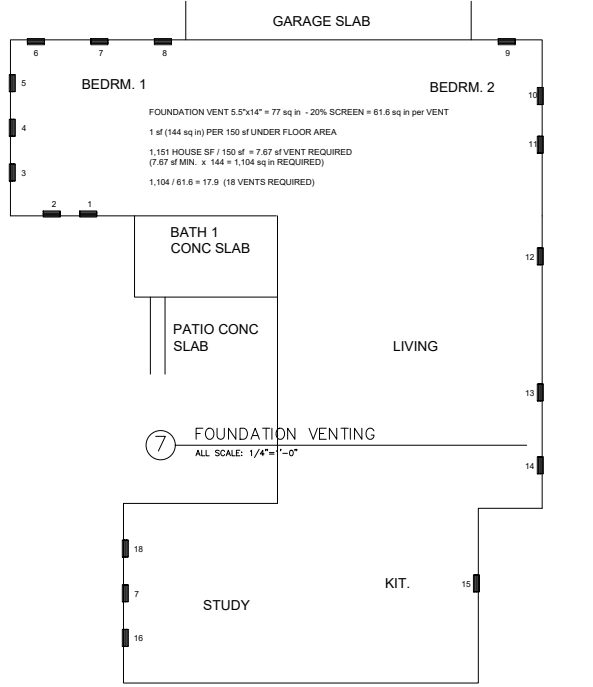 GARAGE SLAB
6
7
8
9
5
BEDRM. 1
BEDRM. 2
10
FOUNDATION VENT 5.5"x14" = 77 sq in - 20% SCREEN = 61.6 sq in per VENT
4
1 sf (144 sq in) PER 150 sf UNDER FLOOR AREA
11
1,151 HOUSE SF / 150 sf = 7.67 sf VENT REQUIRED
(7.67 sf MIN. x 144 = 1,104 sq in REQUIRED)
3
1,104 / 61.6 = 17.9 (18 VENTS REQUIRED)
2
1
BATH 1
CONC SLAB
12
PATIO CONC
SLAB
LIVING
13
7
FOUNDATION VENTING
ALL SCALE: 1/4"=1'-0"
14
18
7
15
KIT.
STUDY
16